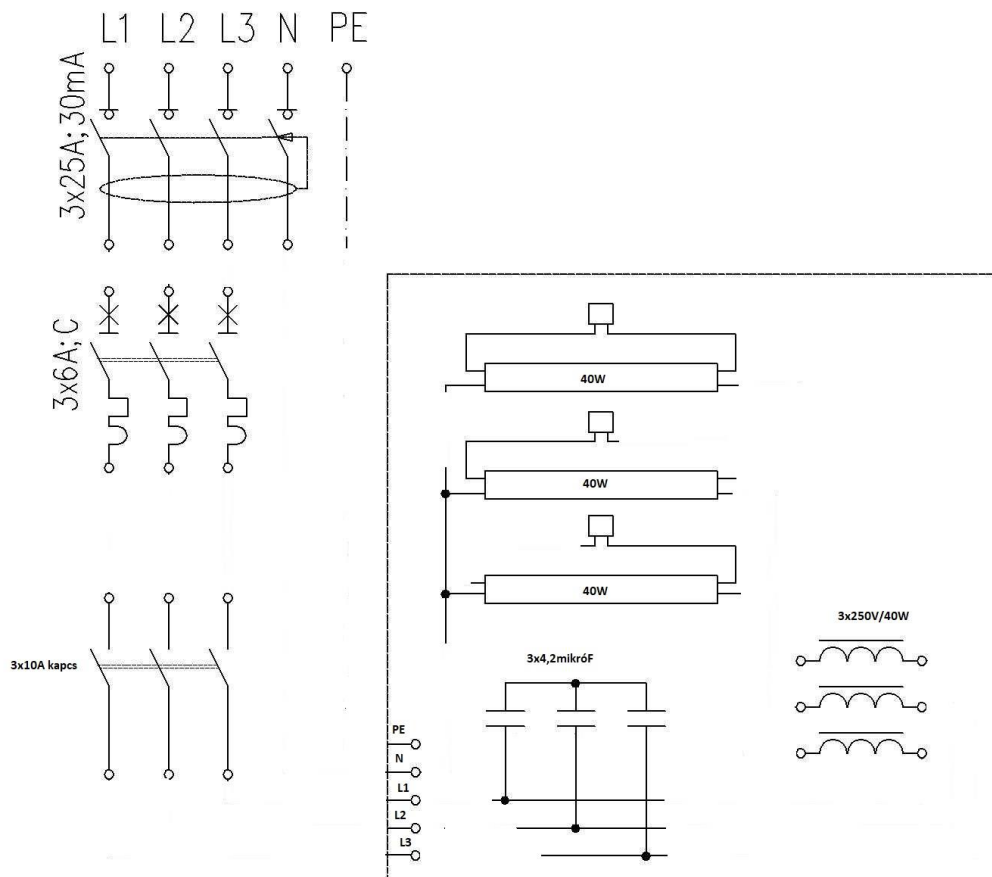 L1 L2 L3 N PE
3x25A; 30mA
3x6A; C
3x10A kapcs
40W
40W
40W
3x250V/40W
3x4,2mikróF
PE
N
L1
L2
L3